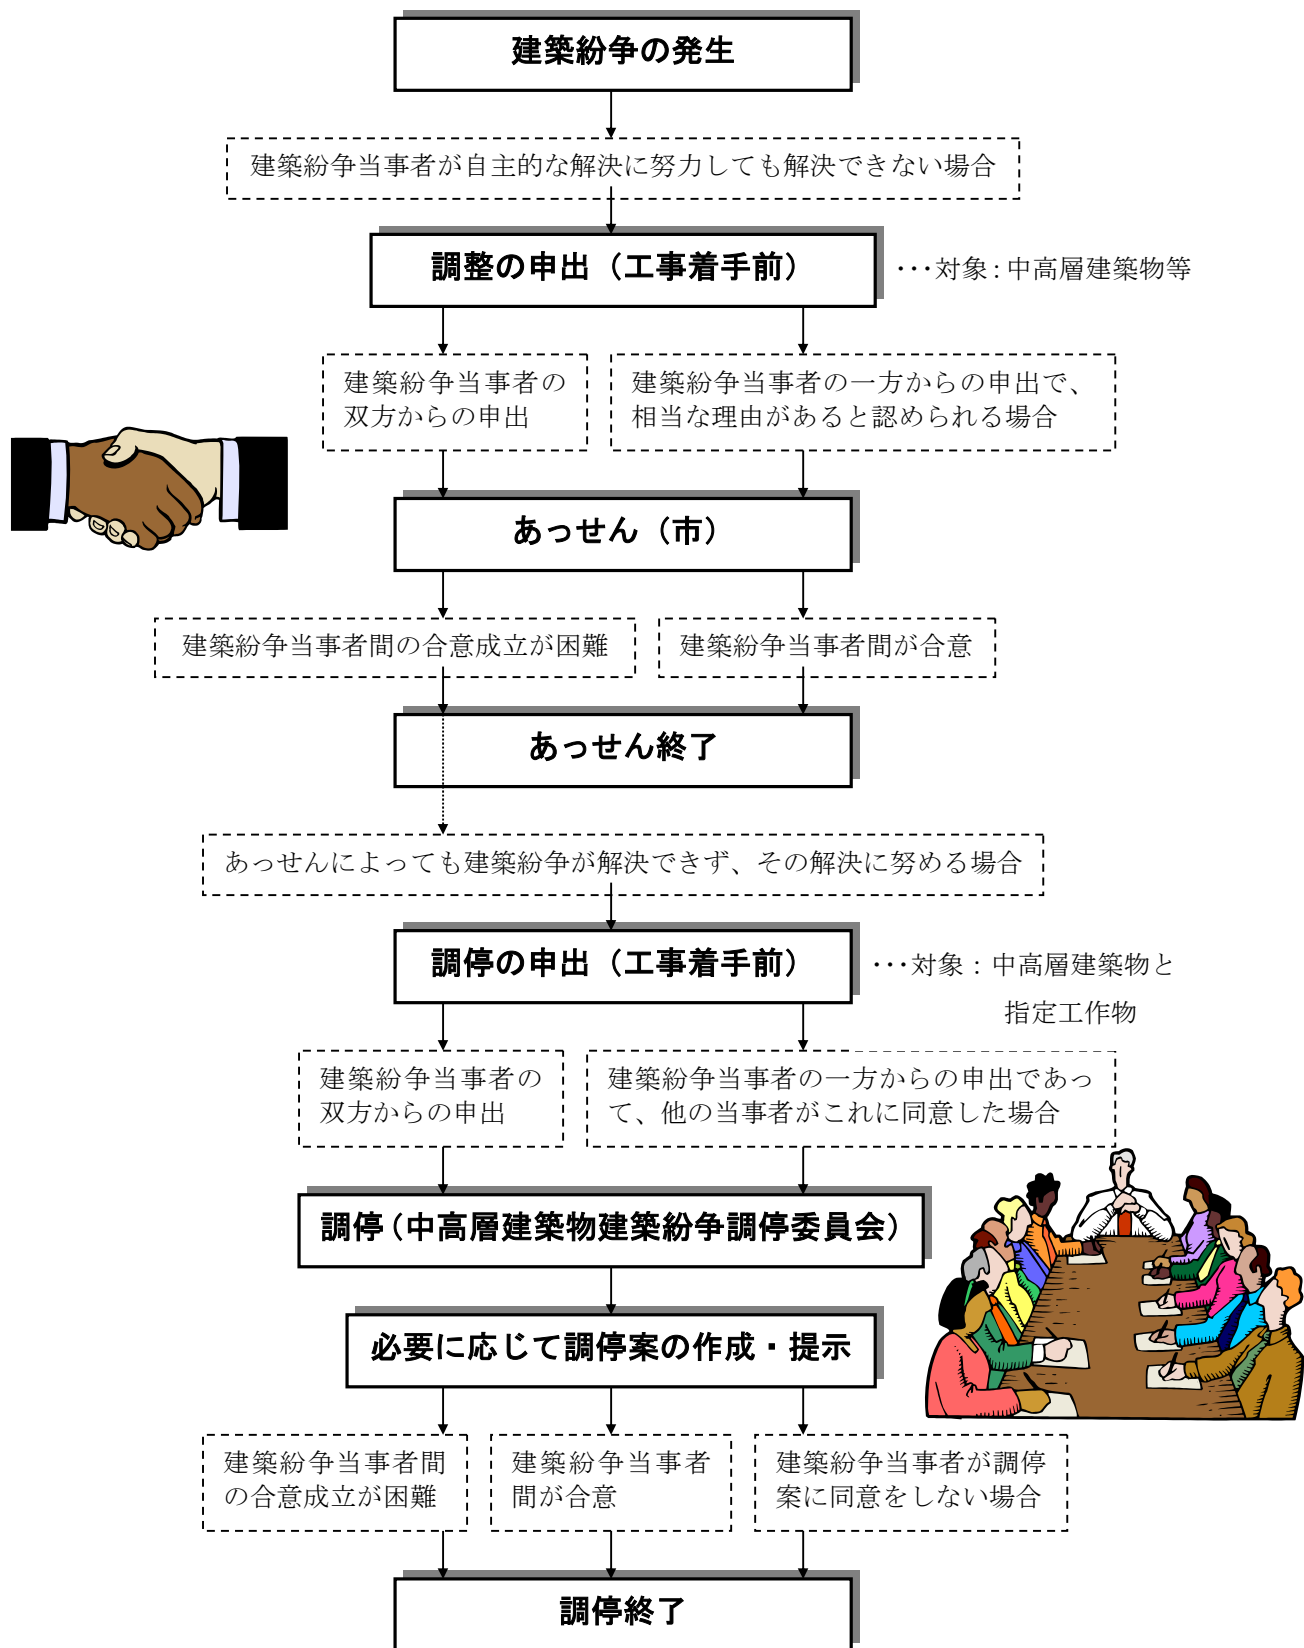 建築紛争の発生
建築紛争当事者が自主的な解決に努力しても解決できない場合
調整の申出（工事着手前）
･･･対象：中高層建築物等
建築紛争当事者の
双方からの申出
建築紛争当事者の一方からの申出で、
相当な理由があると認められる場合
あっせん（市）
建築紛争当事者間の合意成立が困難
建築紛争当事者間が合意
あっせん終了
あっせんによっても建築紛争が解決できず、その解決に努める場合
調停の申出（工事着手前）
･･･対象：中高層建築物と
指定工作物
建築紛争当事者の
双方からの申出
建築紛争当事者の一方からの申出であっ
て、他の当事者がこれに同意した場合
調停（中高層建築物建築紛争調停委員会）
必要に応じて調停案の作成・提示
建築紛争当事者間
の合意成立が困難
建築紛争当事者
間が合意
建築紛争当事者が調停
案に同意をしない場合
調停終了